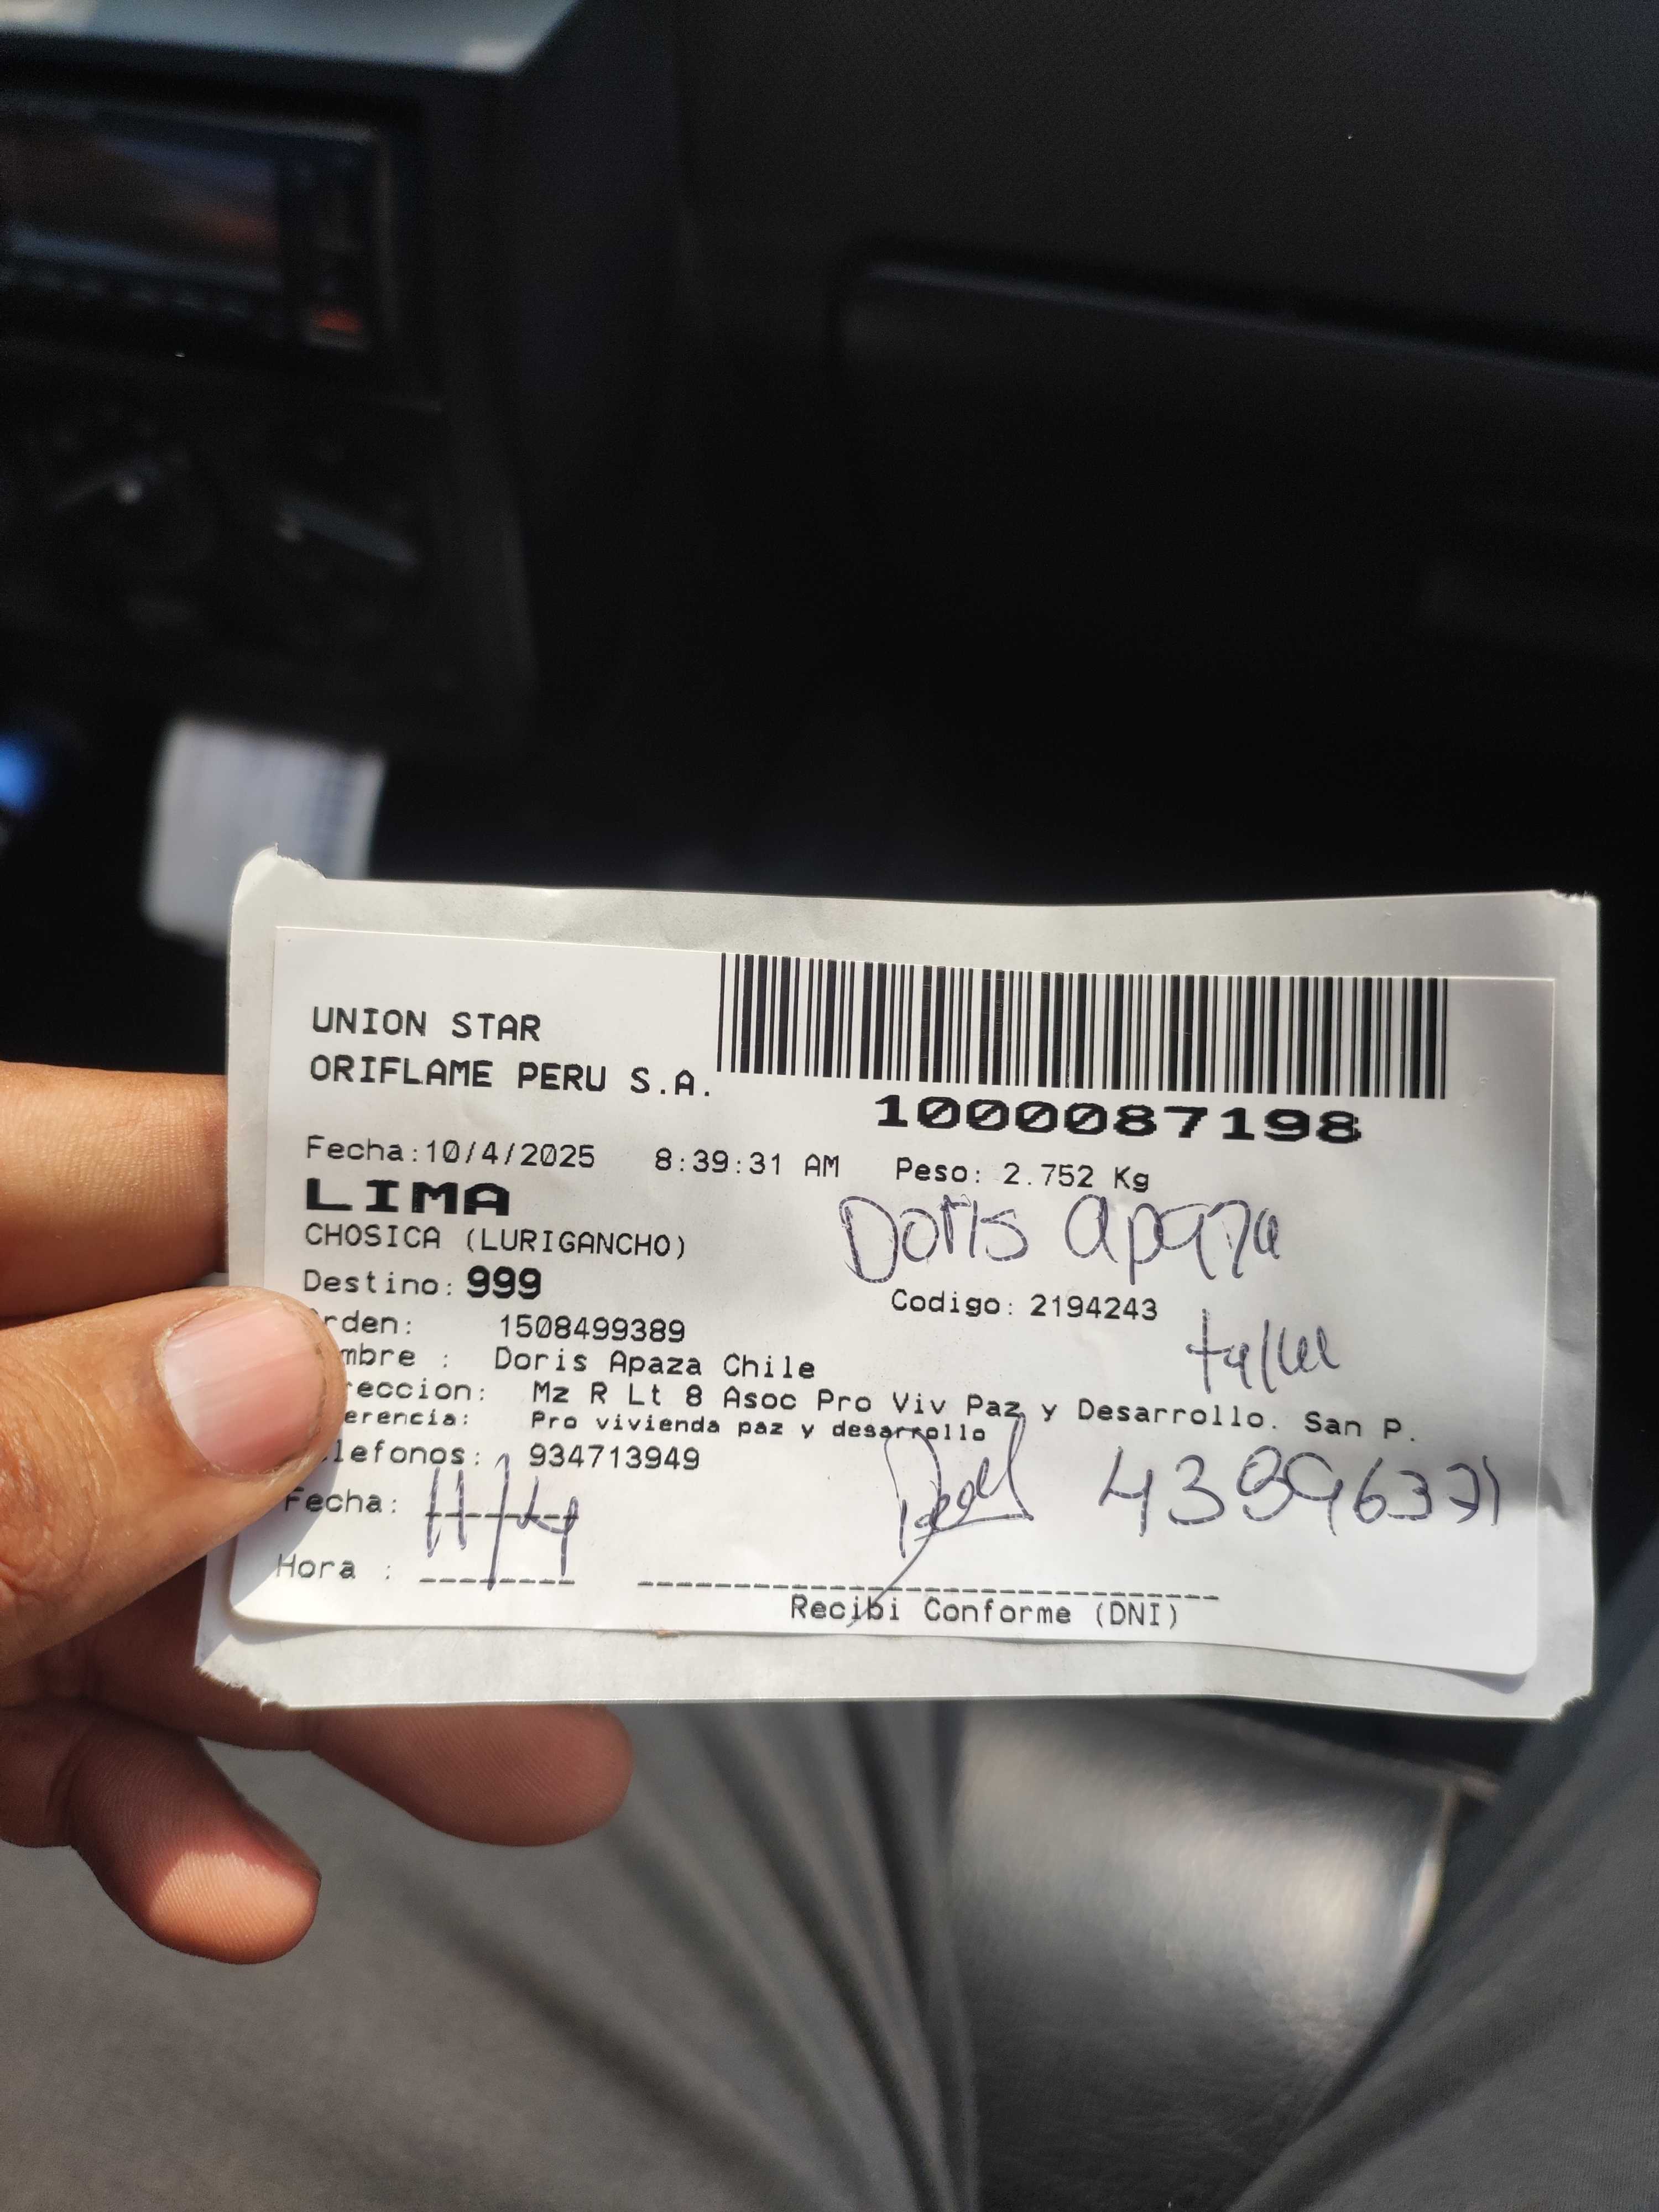 UNION STAR
ORIFLAME PERU S.A.
1000087198
Fecha:10/4/2025 8:39:31 AM Peso: 2.752 Kg
LIMA
Doris Apaza
CHOSICA (LURIGANCHO)
Destino: 999
Codigo: 2194243
rden: 1508499389
mbre : Doris Apaza Chile
reccion: Mz R Lt 8 Asoc Pro Viv Paz y Desarrollo. San P.
erencia: Pro vivienda paz y desarrollo
lefonos: 934713949
Fecha: 11/4
Hora :
Recibi Conforme (DNI)